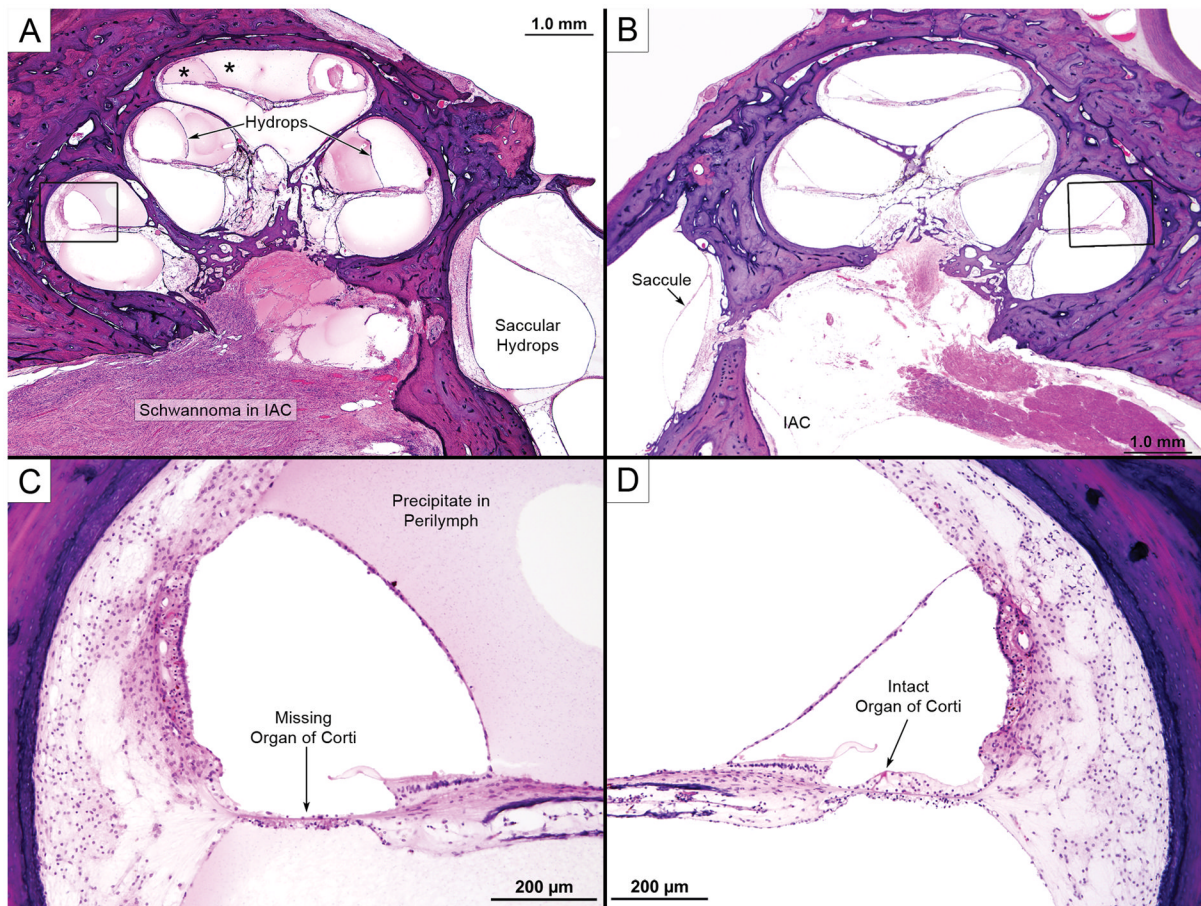 A
1.0 mm
*
*
Hydrops
Saccular
Hydrops
Schwannoma in IAC
B
Saccule
IAC
1.0 mm
C
Precipitate in
Perilymph
Missing
Organ of Corti
200 µm
D
Intact
Organ of Corti
200 µm